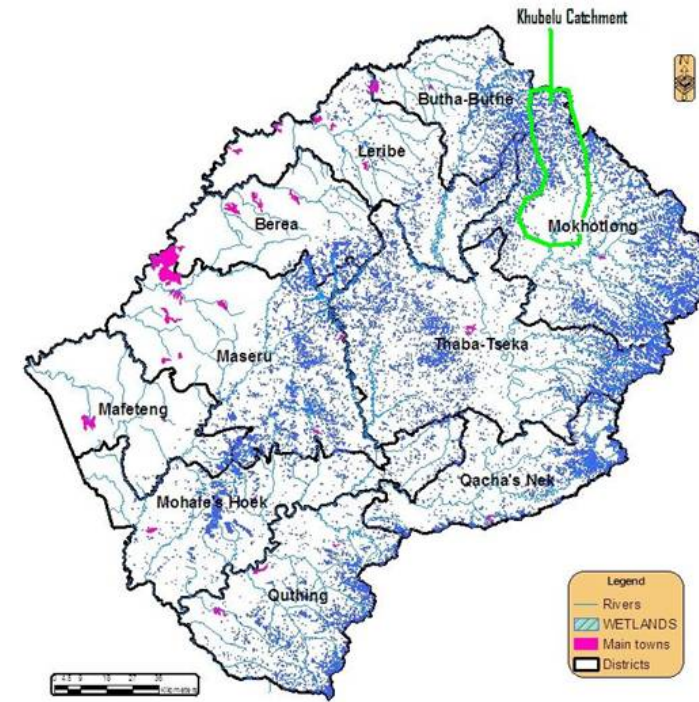 Khubelu Catchment
N
Butha-Buthe
Leribe
Berea
Mokhotlong
Maseru
Thaba-Tseka
Mafeteng
Qacha's Nek
Mohale's Hoek
Quthing
Legend
Rivers
WETLANDS
Main towns
Districts
Kilometers